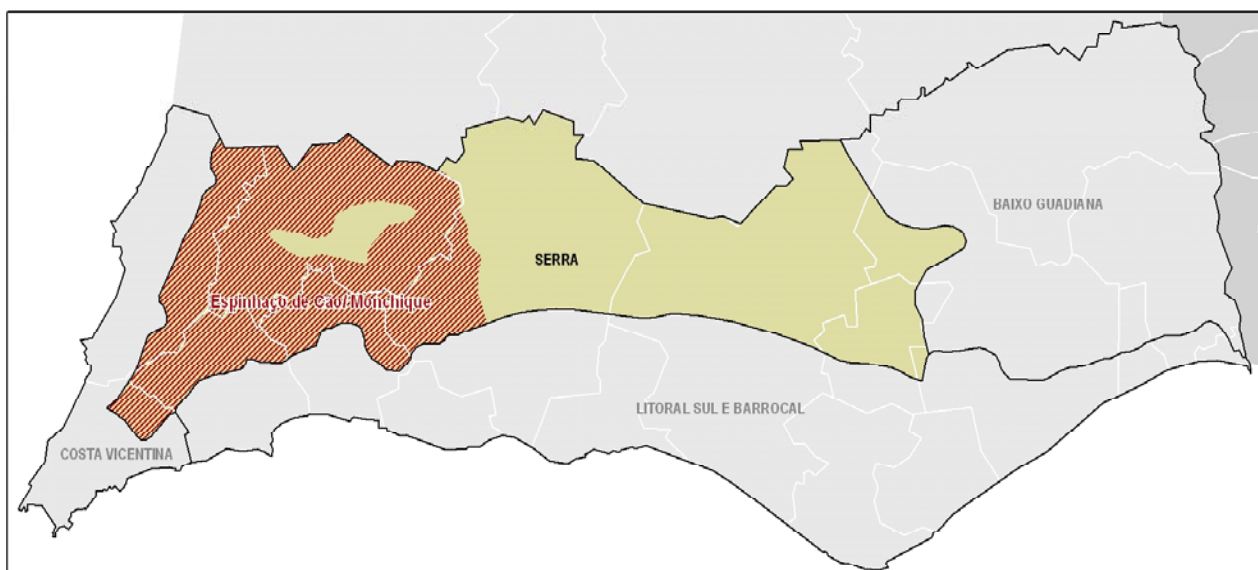 BAIXO GUADIANA
SERRA
Espinhaço de Cão/Monchique
LITORAL SUL E BARROCAL
COSTA VICENTINA